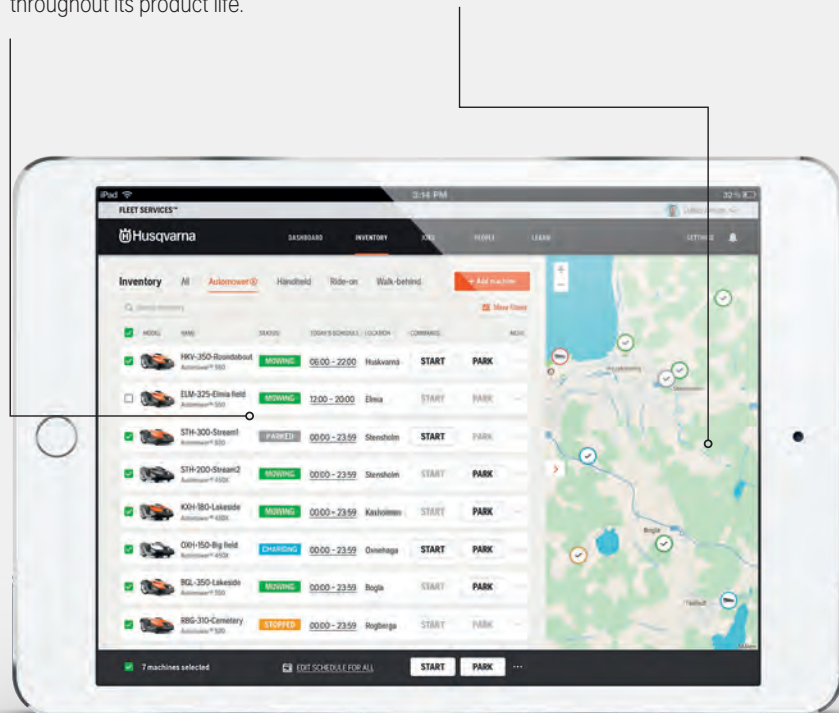 throughout its product life.
iPad 3:14 PM 32 %
FLEET SERVICES™
Husqvarna DASHBOARD INVENTORY JOBS PEOPLE LEARN SETTINGS
Inventory All Automower® Handheld Ride-on Walk-behind + Add machine
Search inventory More filters
MODEL NAME STATUS TODAY'S SCHEDULE LOCATION COMMANDS MORE
HKV-350-Roundabout MOWING 06:00 - 22:00 Huskvarna START PARK
Automower® 550
ELM-325-Elmia field MOWING 12:00 - 20:00 Elmia START PARK
Automower® 500
STH-300-Stream1 PARKED 00:00 - 23:59 Stensholm START PARK
Automower® 520
STH-200-Stream2 MOWING 00:00 - 23:59 Stensholm START PARK
Automower® 450X
KXH-180-Lakeside MOWING 00:00 - 23:59 Kaxholmen START PARK
Automower® 450X
OXH-150-Big field CHARGING 00:00 - 23:59 Oxnehaga START PARK
Automower® 450X
BGL-350-Lakeside MOWING 00:00 - 23:59 Bogla START PARK
Automower® 550
RBG-310-Cemetery STOPPED 00:00 - 23:59 Rogberga START PARK
Automower® 520
Bogla
7 machines selected EDIT SCHEDULE FOR ALL START PARK ...